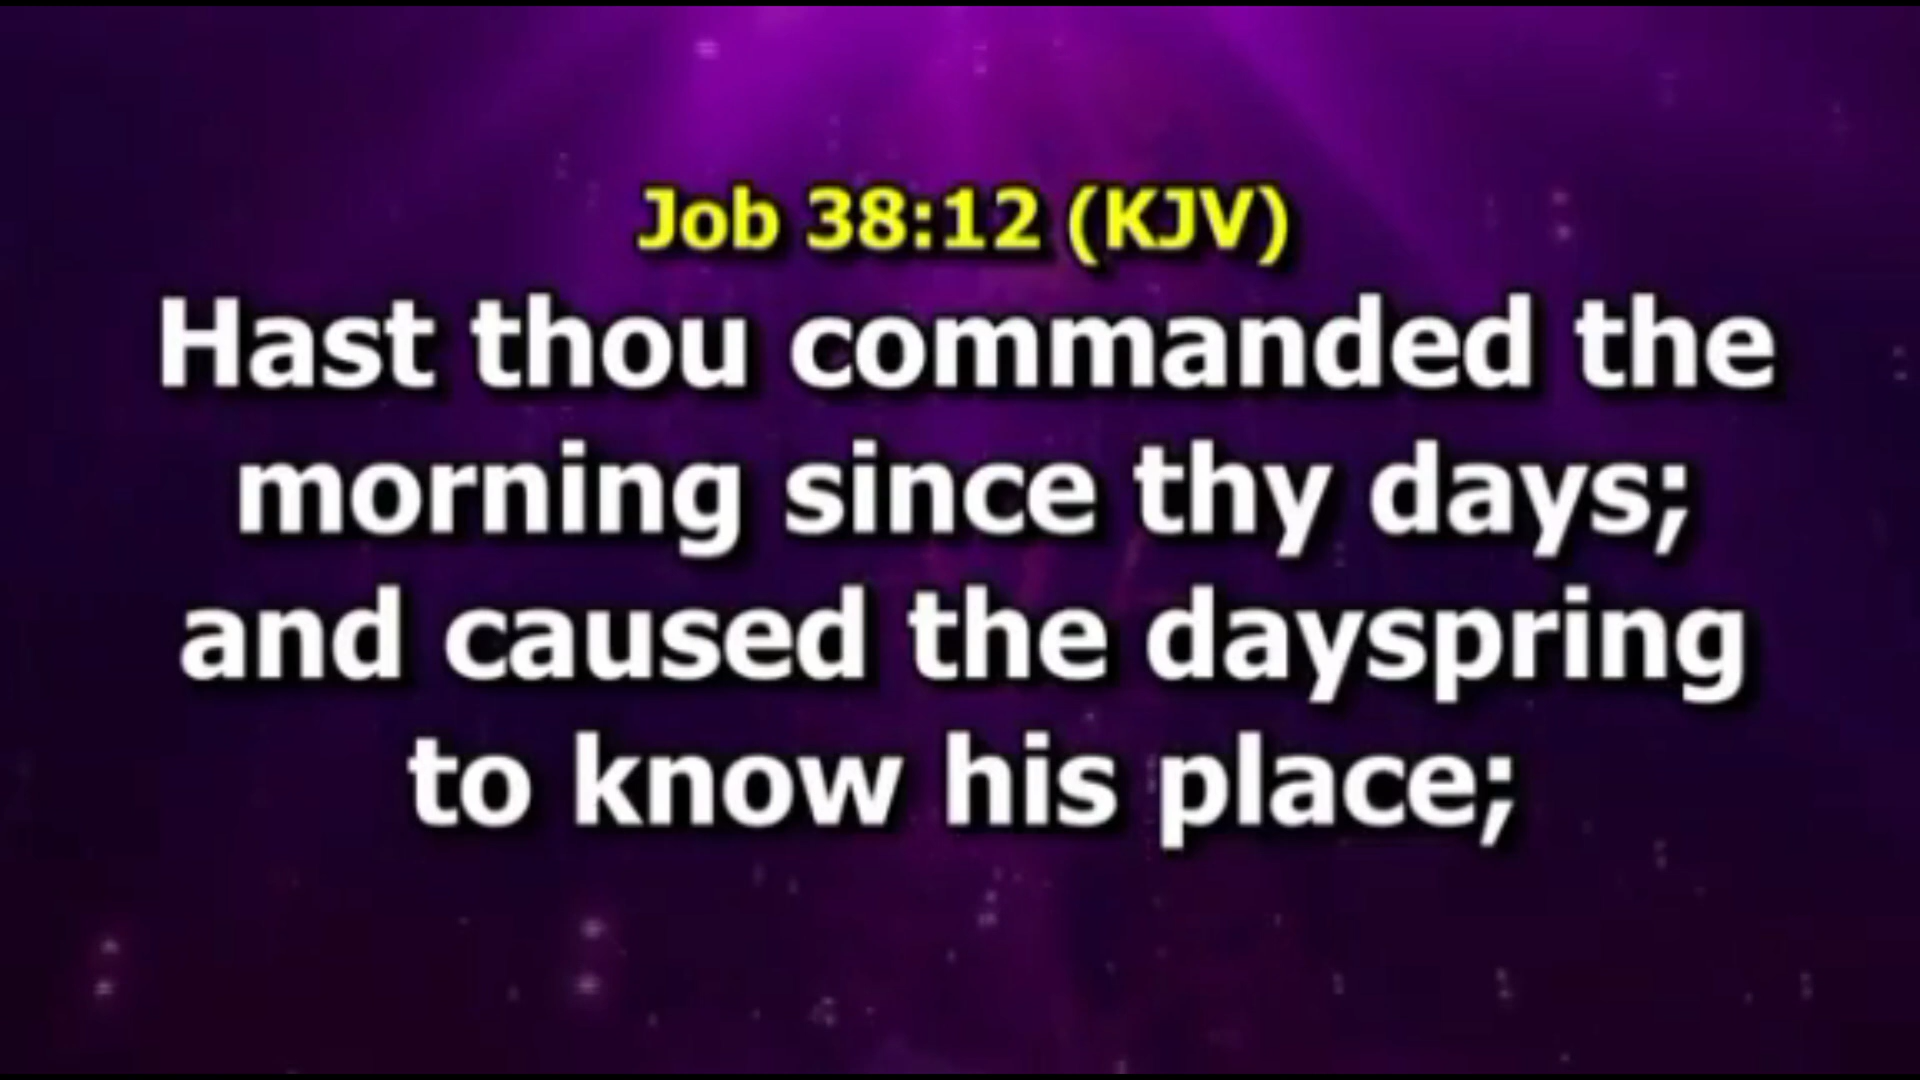 Job 38:12 (KJV)
Hast thou commanded the
morning since thy days;
and caused the dayspring
to know his place;